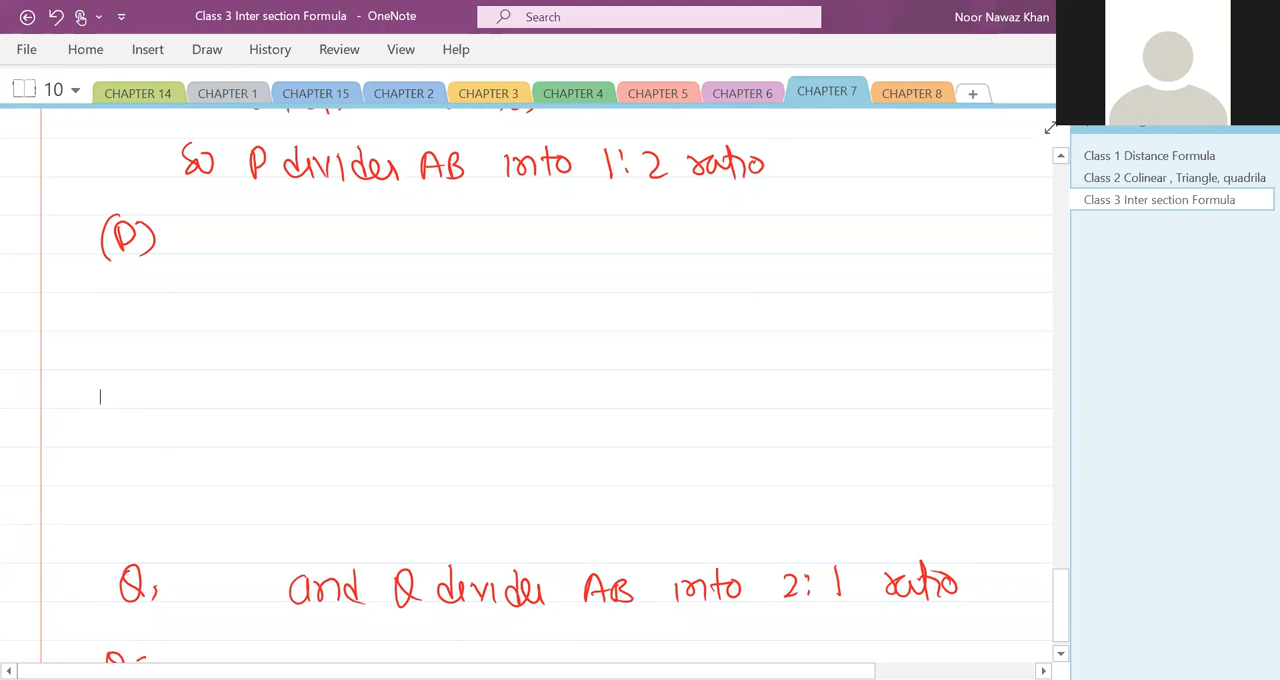 Class 3 Inter section Formula - OneNote
Search
Noor Nawaz Khan
File Home Insert Draw History Review View Help
10 CHAPTER 14 CHAPTER 1 CHAPTER 15 CHAPTER 2 CHAPTER 3 CHAPTER 4 CHAPTER 5 CHAPTER 6 CHAPTER 7 CHAPTER 8 +
Class 1 Distance Formula
Class 2 Colinear , Triangle, quadrila
Class 3 Inter section Formula
So P divides AB into 1:2 ratio
(P)
Q, and Q divides AB into 2:1 ratio